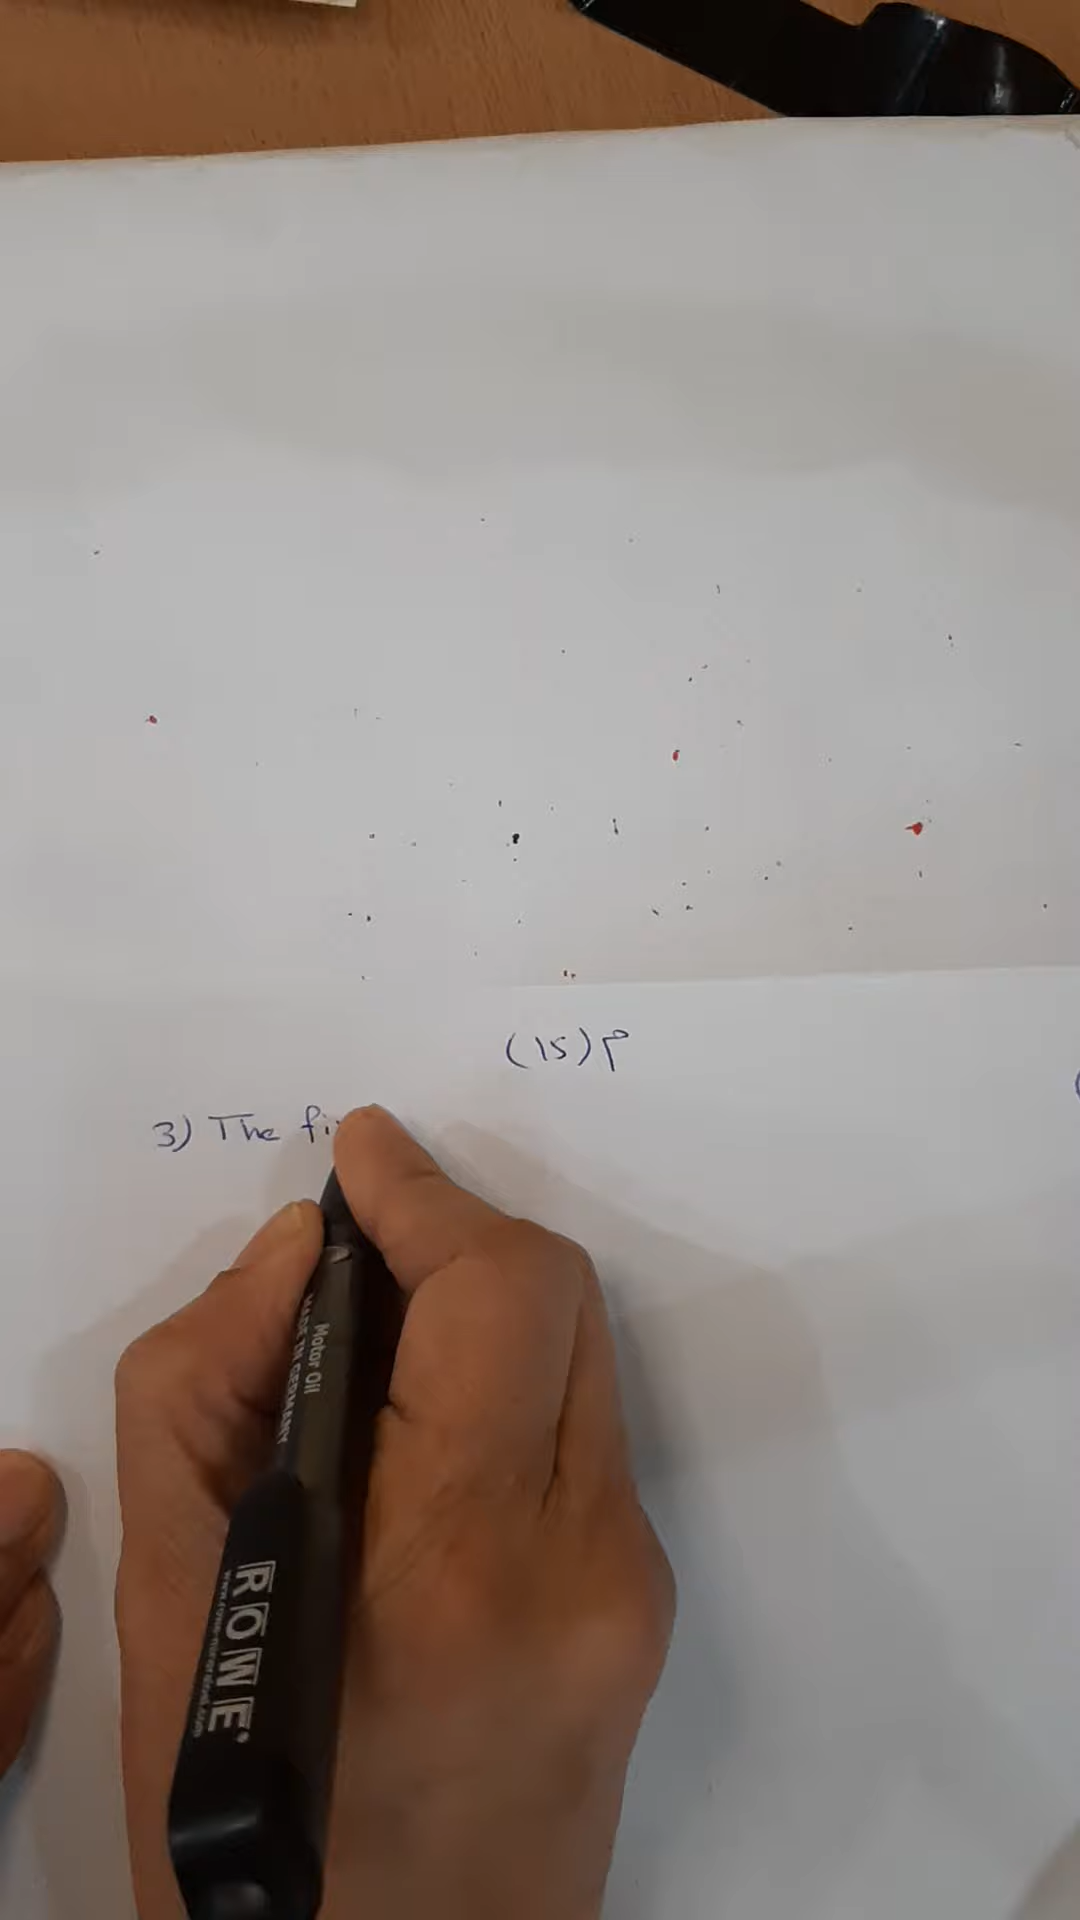 (15) م
3) The fi
Motor Oil
MADE IN GERMANY
ROWE